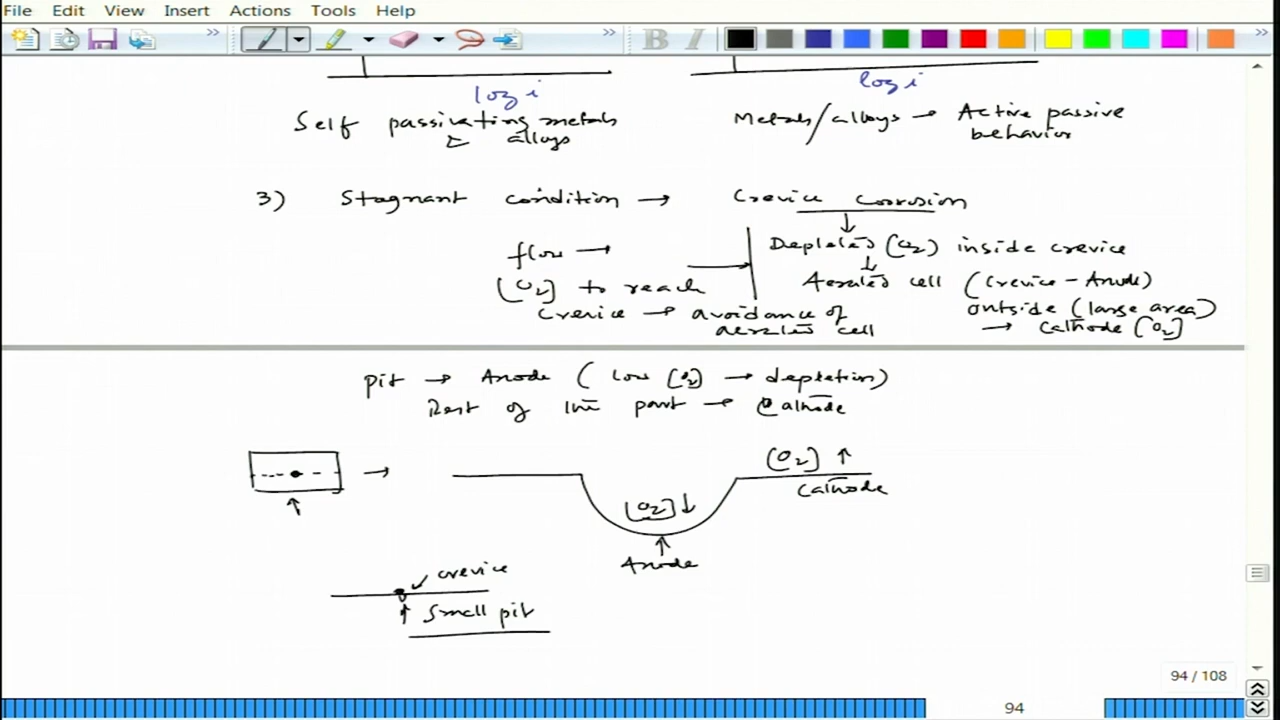 File Edit View Insert Actions Tools Help
B I
log i
log i
Self passivating metals
& alloys
Metals/alloys → Active passive
behavior
3) Stagnant condition → Crevice corrosion
↓
Depleted (O2) inside crevice
↓
flow →
[O2] to reach
crevice → avoidance of
aerated cell
Aerated cell (Crevice - Anode)
outside (large area)
→ Cathode [O2]
pit → Anode ( low [O2] → depletion)
Rest of the part → Cathode
[O2] ↑
Cathode
[O2] ↓
↑
Anode
crevice
↑ Small pit
94 / 108
94